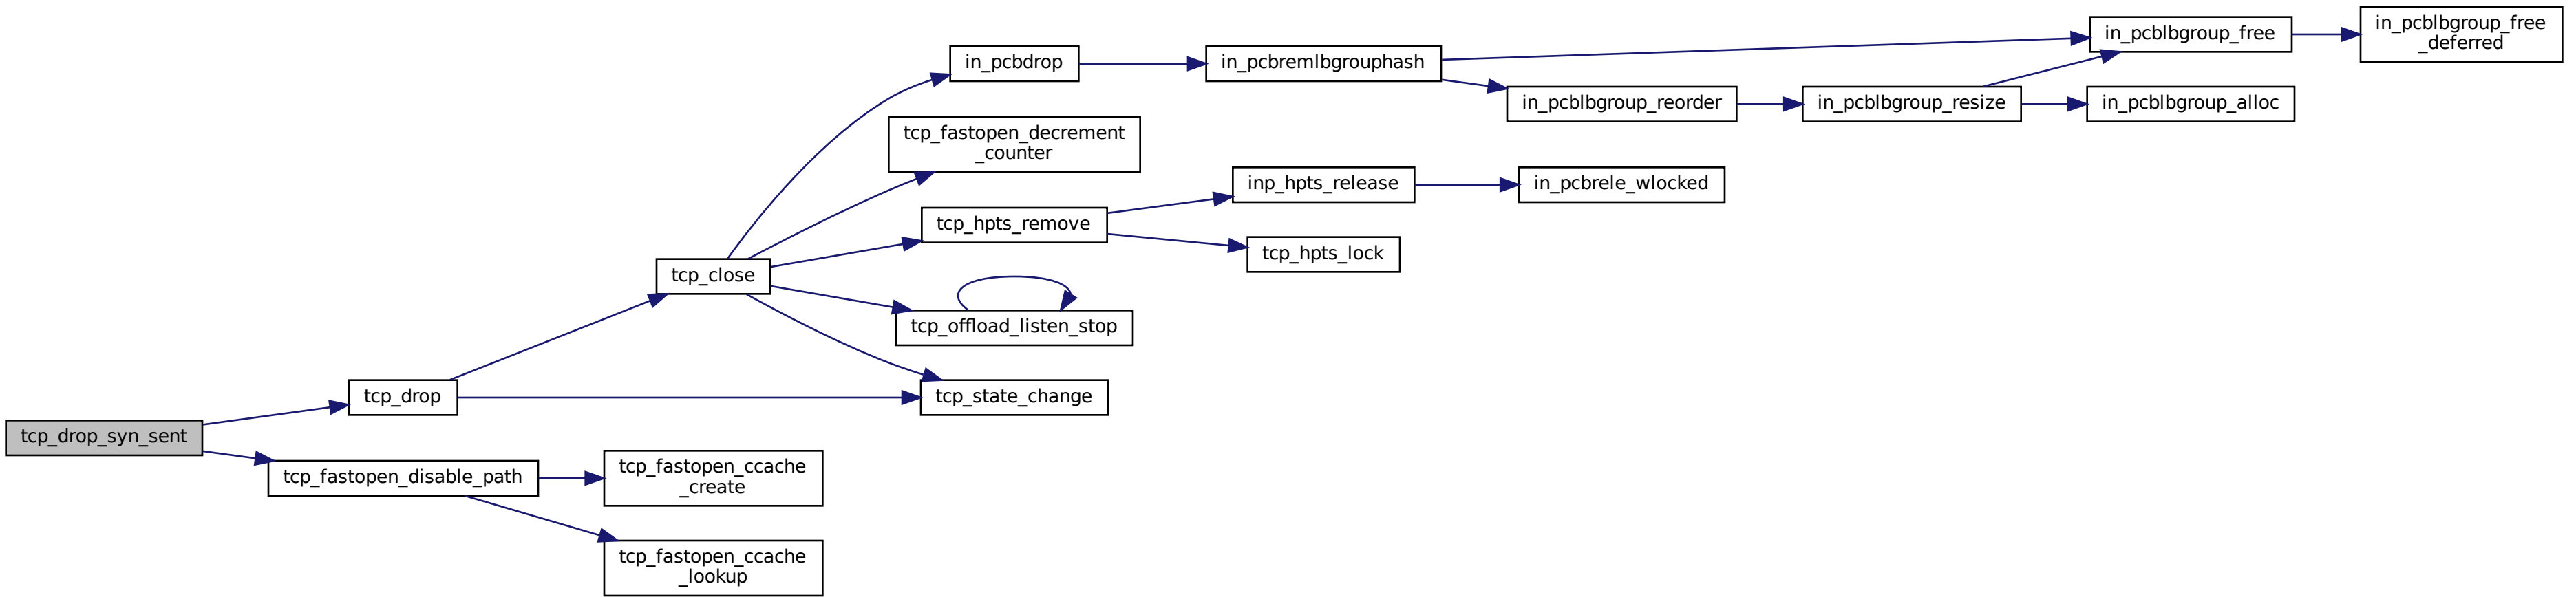 in_pcblbgroup_free
_deferred
in_pcblbgroup_free
in_pcbdrop
in_pcbremlbgrouphash
in_pcblbgroup_reorder
in_pcblbgroup_resize
in_pcblbgroup_alloc
tcp_fastopen_decrement
_counter
inp_hpts_release
in_pcbrele_wlocked
tcp_hpts_remove
tcp_hpts_lock
tcp_close
tcp_offload_listen_stop
tcp_drop
tcp_state_change
tcp_drop_syn_sent
tcp_fastopen_disable_path
tcp_fastopen_ccache
_create
tcp_fastopen_ccache
_lookup